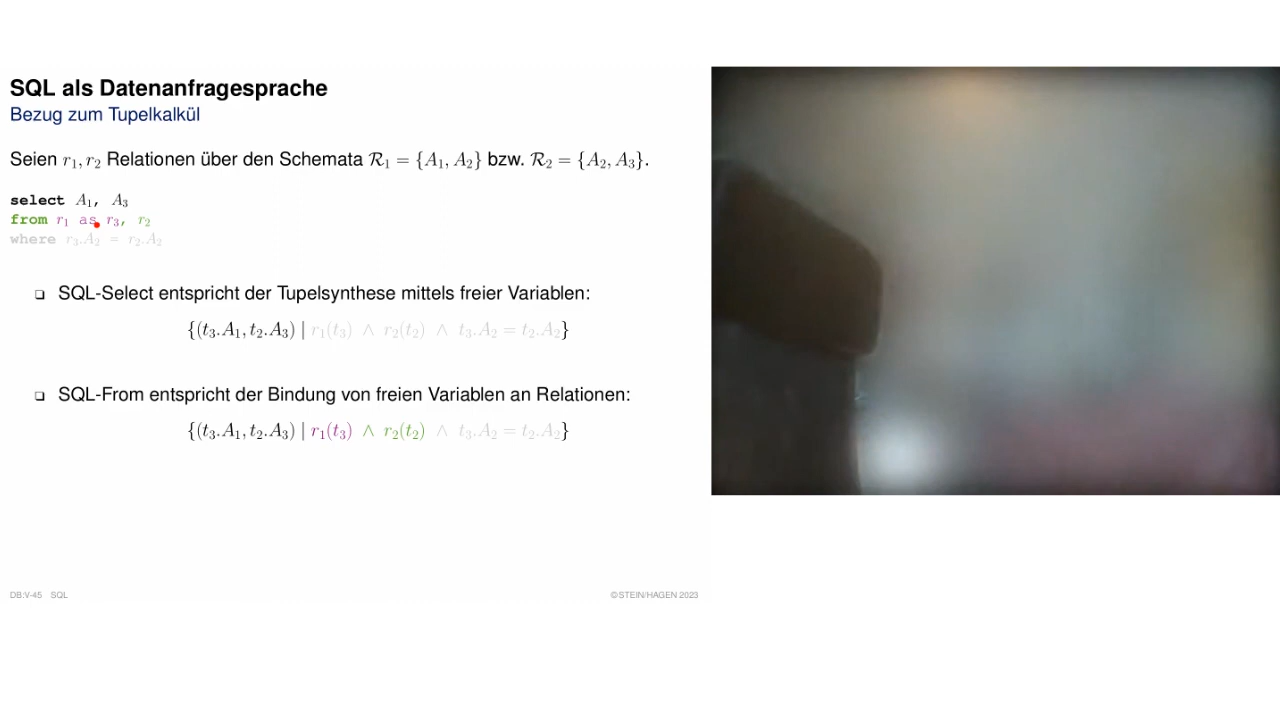 SQL als Datenanfragesprache
Bezug zum Tupelkalkül
Seien r₁, r₂ Relationen über den Schemata ℛ₁ = {A₁, A₂} bzw. ℛ₂ = {A₂, A₃}.
select A₁, A₃
from r₁ as r₃, r₂
where r₃.A₂ = r₂.A₂
❑ SQL-Select entspricht der Tupelsynthese mittels freier Variablen:
{(t₃.A₁, t₂.A₃) | r₁(t₃) ∧ r₂(t₂) ∧ t₃.A₂ = t₂.A₂}
❑ SQL-From entspricht der Bindung von freien Variablen an Relationen:
{(t₃.A₁, t₂.A₃) | r₁(t₃) ∧ r₂(t₂) ∧ t₃.A₂ = t₂.A₂}
DB:V-45 SQL
©STEIN/HAGEN 2023